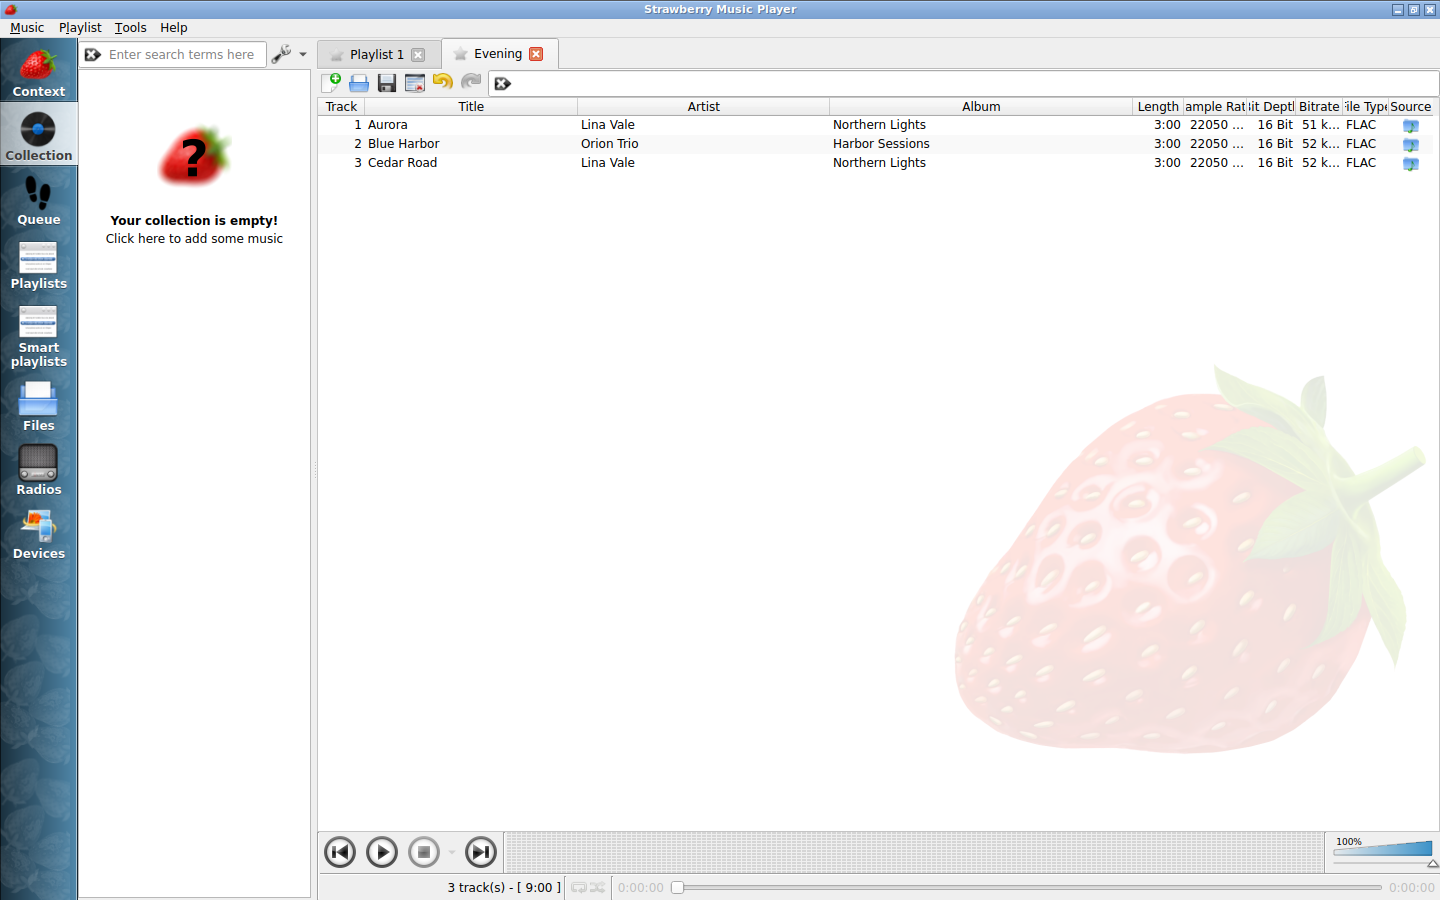 Strawberry Music Player
Music Playlist Tools Help
Context
Collection
Queue
Playlists
Smart
playlists
Files
Radios
Devices
Enter search terms here
Your collection is empty!
Click here to add some music
Playlist 1 Evening
Track Title Artist Album Length ample Rat Bitrate ile Type Source
1 Aurora Lina Vale Northern Lights 3:00 22050 ... 16 Bit 51 k... FLAC
2 Blue Harbor Orion Trio Harbor Sessions 3:00 22050 ... 16 Bit 52 k... FLAC
3 Cedar Road Lina Vale Northern Lights 3:00 22050 ... 16 Bit 52 k... FLAC
100%
3 track(s) - [ 9:00 ] 0:00:00 0:00:00